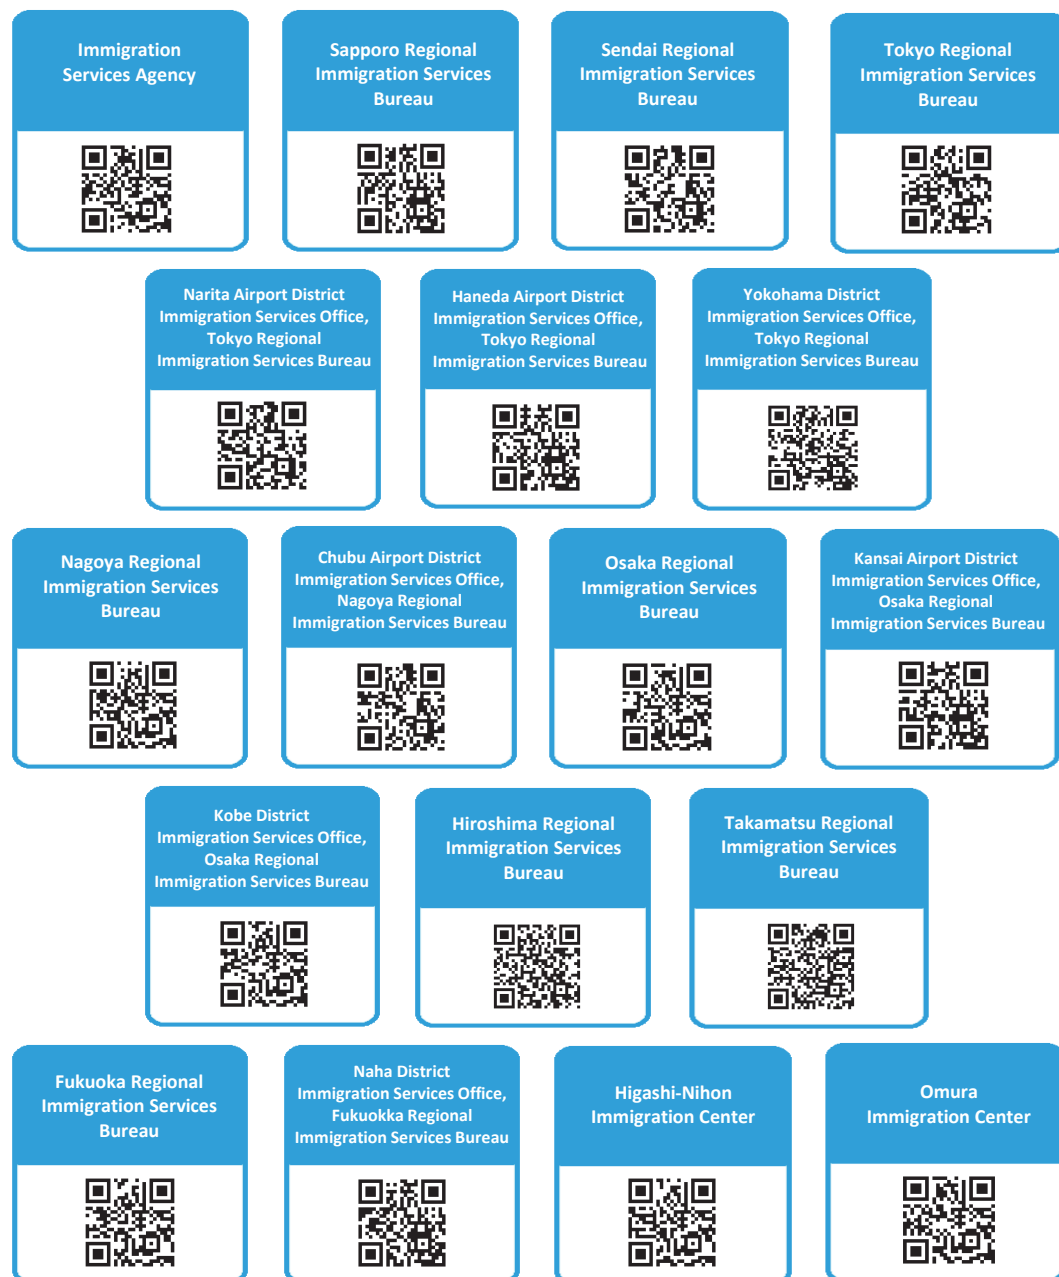 Immigration
Services Agency
Sapporo Regional
Immigration Services
Bureau
Sendai Regional
Immigration Services
Bureau
Tokyo Regional
Immigration Services
Bureau
Narita Airport District
Immigration Services Office,
Tokyo Regional
Immigration Services Bureau
Haneda Airport District
Immigration Services Office,
Tokyo Regional
Immigration Services Bureau
Yokohama District
Immigration Services Office,
Tokyo Regional
Immigration Services Bureau
Nagoya Regional
Immigration Services
Bureau
Chubu Airport District
Immigration Services Office,
Nagoya Regional
Immigration Services Bureau
Osaka Regional
Immigration Services
Bureau
Kansai Airport District
Immigration Services Office,
Osaka Regional
Immigration Services Bureau
Kobe District
Immigration Services Office,
Osaka Regional
Immigration Services Bureau
Hiroshima Regional
Immigration Services
Bureau
Takamatsu Regional
Immigration Services
Bureau
Fukuoka Regional
Immigration Services
Bureau
Naha District
Immigration Services Office,
Fukuokka Regional
Immigration Services Bureau
Higashi-Nihon
Immigration Center
Omura
Immigration Center